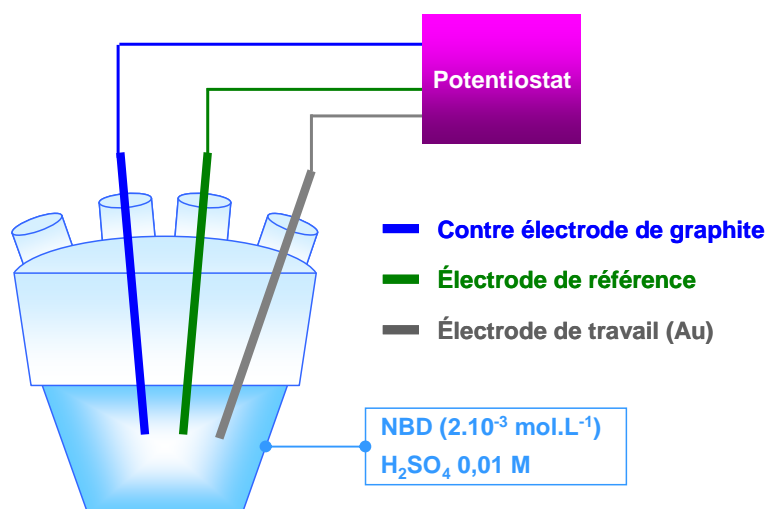 Potentiostat
Contre électrode de graphite
Électrode de référence
Électrode de travail (Au)
NBD (2.10⁻³ mol.L⁻¹)
H₂SO₄ 0,01 M